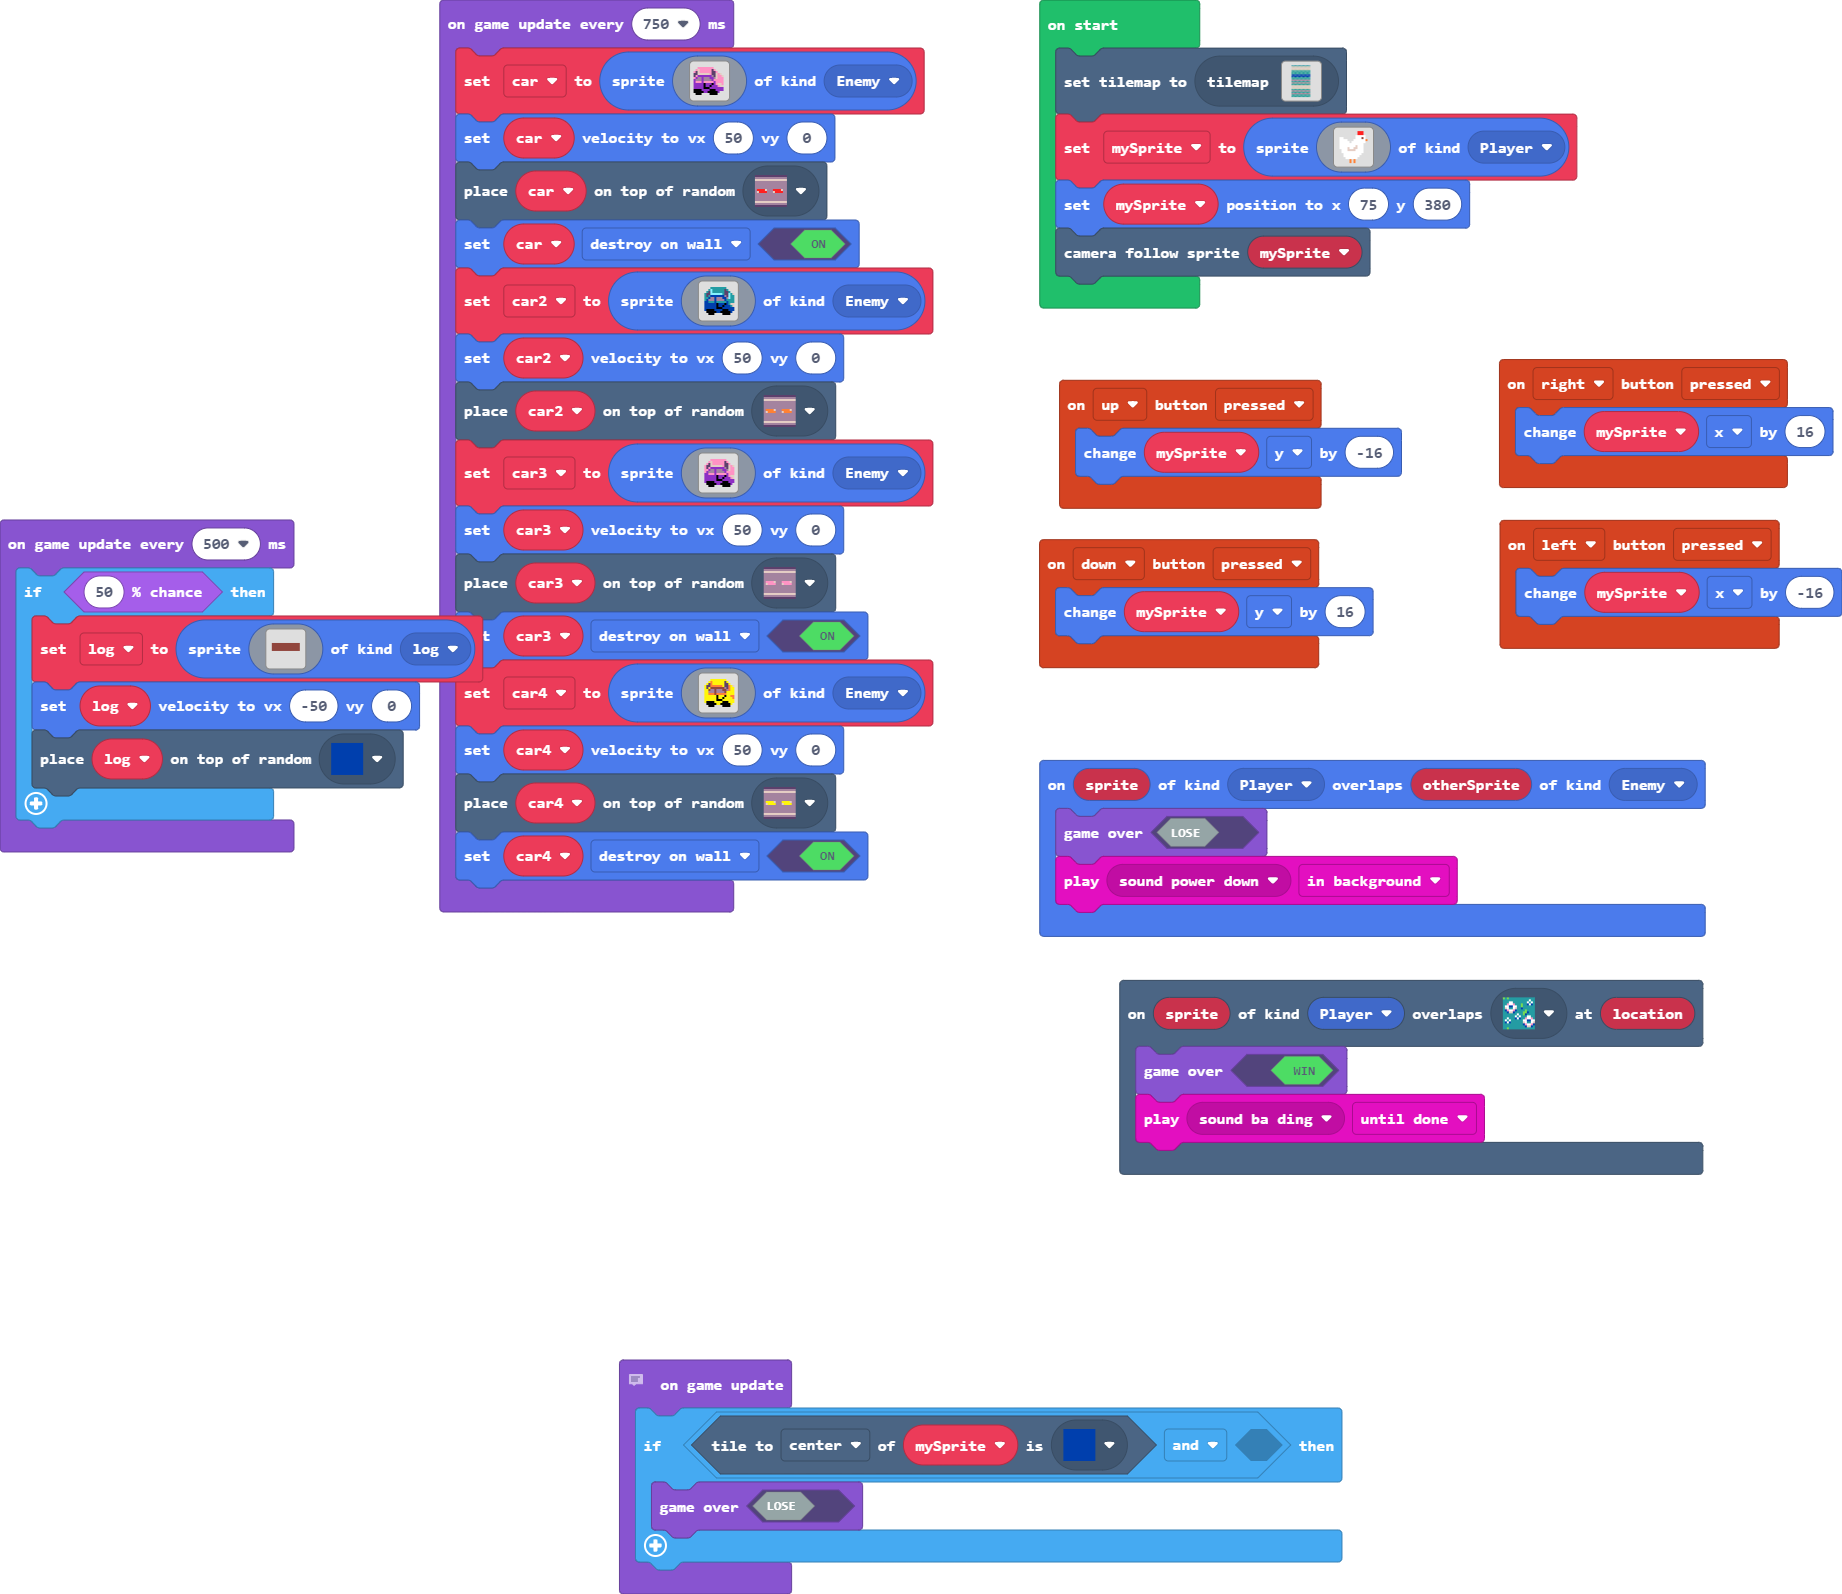 on game update every 750 ms
set car to sprite of kind Enemy
set car velocity to vx 50 vy 0
place car on top of random
set car destroy on wall ON
set car2 to sprite of kind Enemy
set car2 velocity to vx 50 vy 0
place car2 on top of random
set car3 to sprite of kind Enemy
set car3 velocity to vx 50 vy 0
place car3 on top of random
t car3 destroy on wall ON
set car4 to sprite of kind Enemy
set car4 velocity to vx 50 vy 0
place car4 on top of random
set car4 destroy on wall ON
on game update every 500 ms
if 50 % chance then
set log to sprite of kind log
set log velocity to vx -50 vy 0
place log on top of random
on start
set tilemap to tilemap
set mySprite to sprite of kind Player
set mySprite position to x 75 y 380
camera follow sprite mySprite
on up button pressed
change mySprite y by -16
on right button pressed
change mySprite x by 16
on down button pressed
change mySprite y by 16
on left button pressed
change mySprite x by -16
on sprite of kind Player overlaps otherSprite of kind Enemy
game over LOSE
play sound power down in background
on sprite of kind Player overlaps at location
game over WIN
play sound ba ding until done
on game update
if tile to center of mySprite is and then
game over LOSE